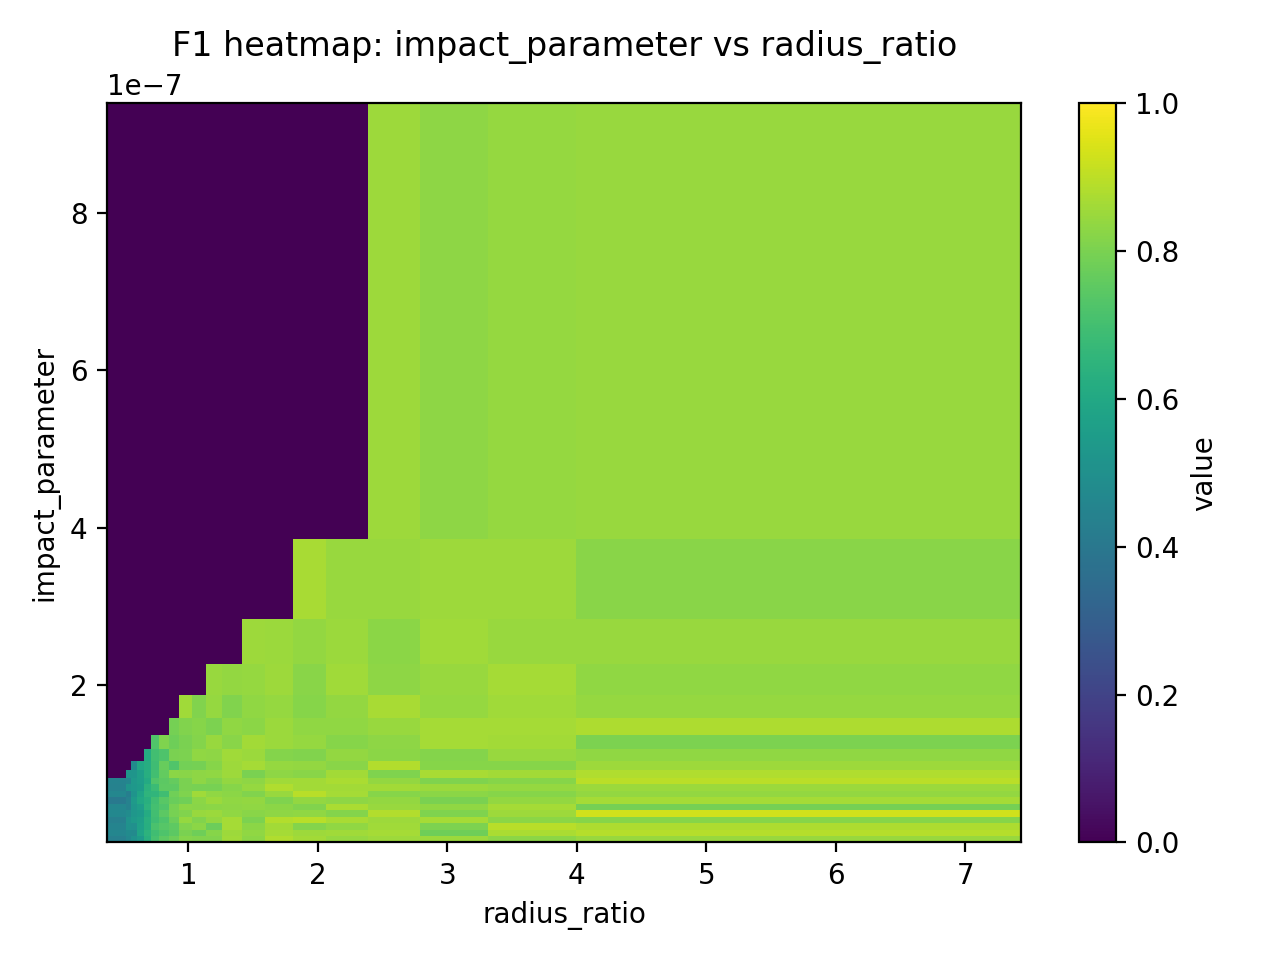 F1 heatmap: impact_parameter vs radius_ratio
1e−7
8
6
4
2
impact_parameter
1 2 3 4 5 6 7
radius_ratio
1.0
0.8
0.6
0.4
0.2
0.0
value